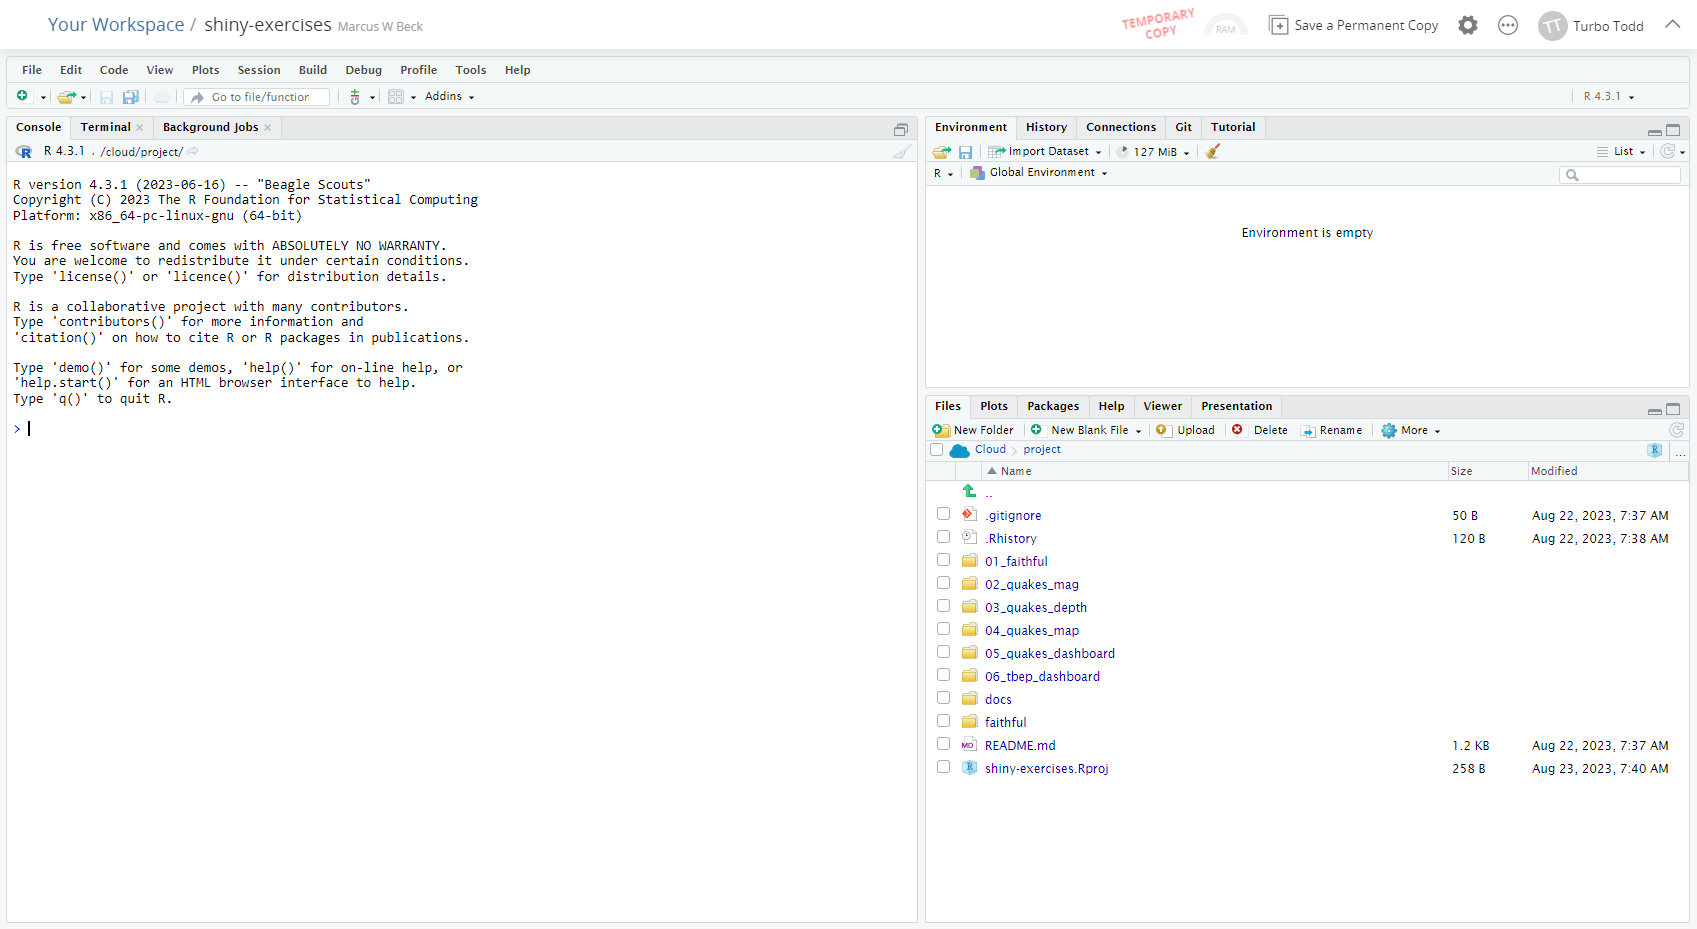 Your Workspace / shiny-exercises Marcus W Beck
TEMPORARY COPY
RAM
Save a Permanent Copy
TT
Turbo Todd
File Edit Code View Plots Session Build Debug Profile Tools Help
Go to file/function
Addins
R 4.3.1
Console Terminal Background Jobs
R 4.3.1 . /cloud/project/
R version 4.3.1 (2023-06-16) -- "Beagle Scouts"
Copyright (C) 2023 The R Foundation for Statistical Computing
Platform: x86_64-pc-linux-gnu (64-bit)
R is free software and comes with ABSOLUTELY NO WARRANTY.
You are welcome to redistribute it under certain conditions.
Type 'license()' or 'licence()' for distribution details.
R is a collaborative project with many contributors.
Type 'contributors()' for more information and
'citation()' on how to cite R or R packages in publications.
Type 'demo()' for some demos, 'help()' for on-line help, or
'help.start()' for an HTML browser interface to help.
Type 'q()' to quit R.
>
Environment History Connections Git Tutorial
Import Dataset 127 MiB List
R Global Environment
Environment is empty
Files Plots Packages Help Viewer Presentation
New Folder New Blank File Upload Delete Rename More
Cloud project ...
Name Size Modified
..
.gitignore 50 B Aug 22, 2023, 7:37 AM
.Rhistory 120 B Aug 22, 2023, 7:38 AM
01_faithful
02_quakes_mag
03_quakes_depth
04_quakes_map
05_quakes_dashboard
06_tbep_dashboard
docs
faithful
README.md 1.2 KB Aug 22, 2023, 7:37 AM
shiny-exercises.Rproj 258 B Aug 23, 2023, 7:40 AM